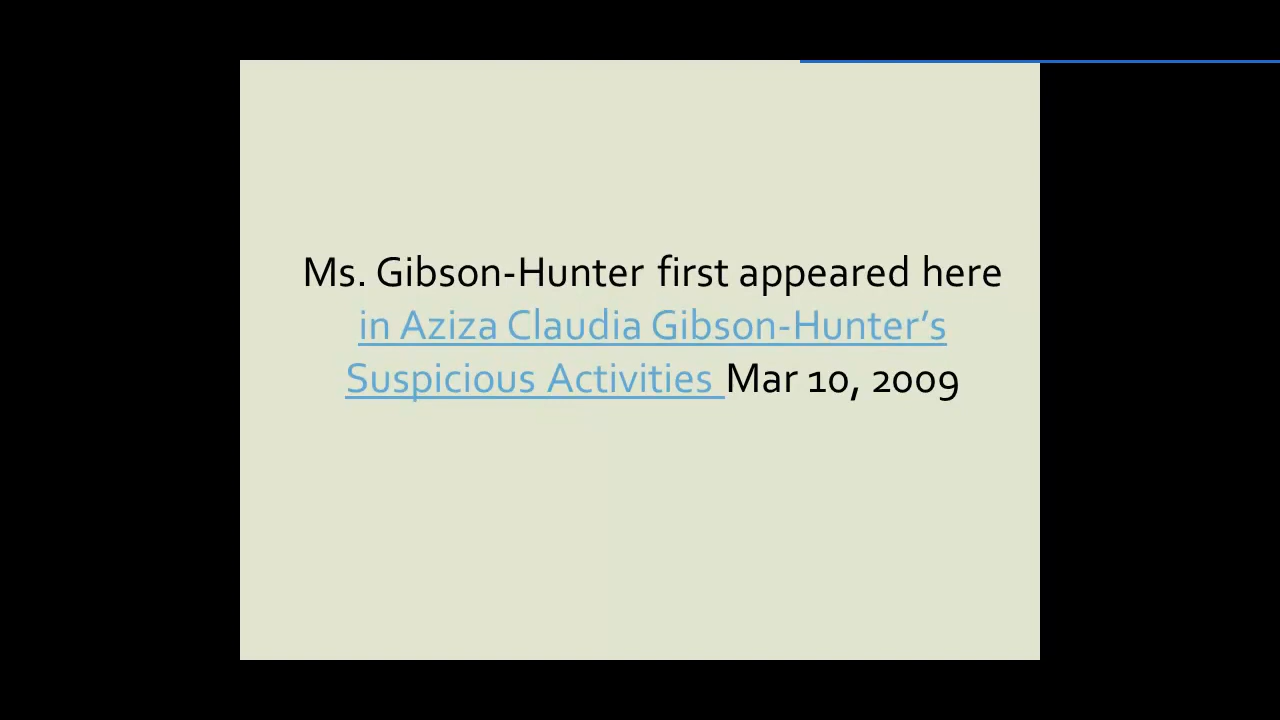 Ms. Gibson-Hunter first appeared here
in Aziza Claudia Gibson-Hunter’s
Suspicious Activities Mar 10, 2009